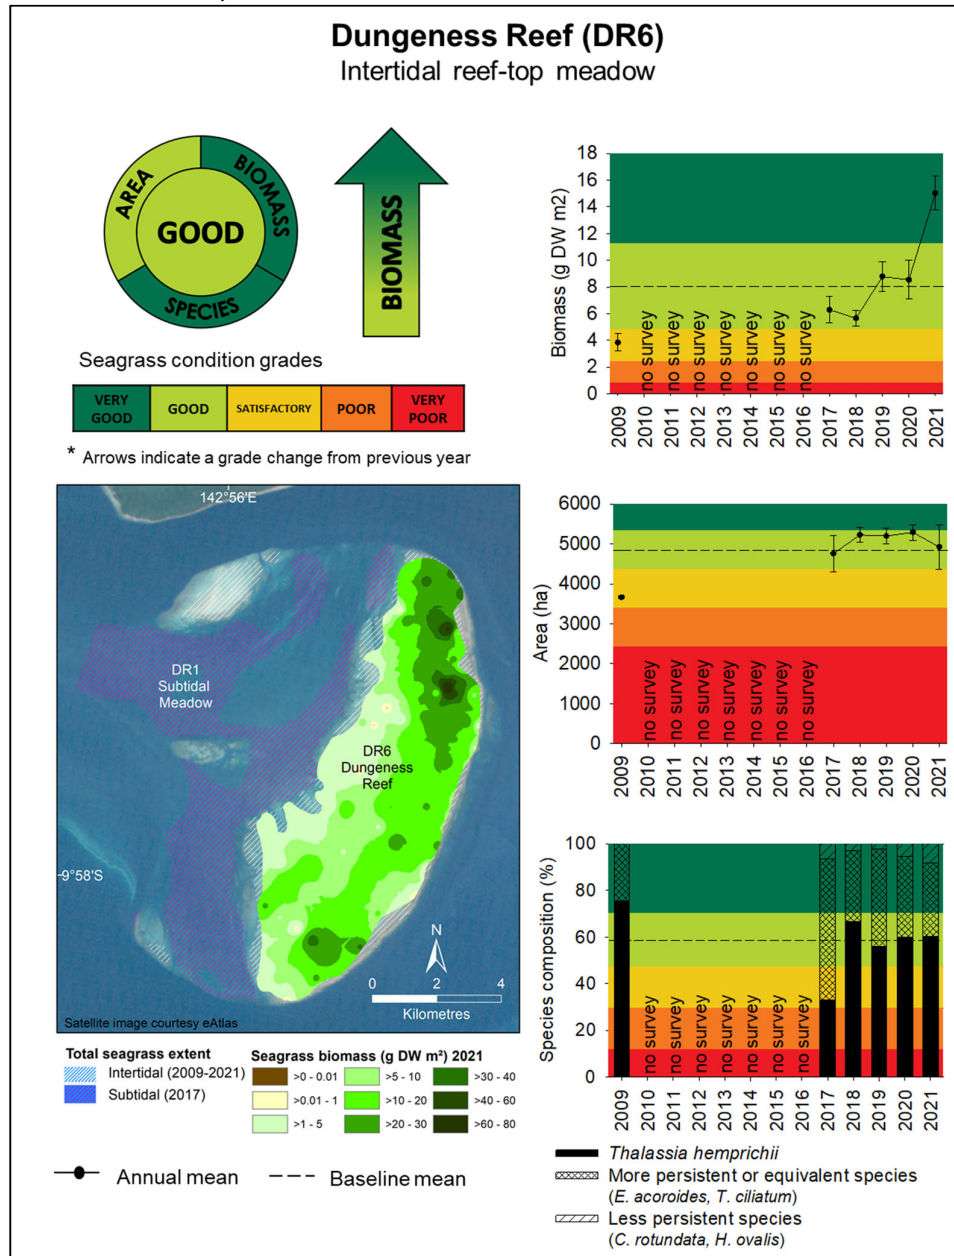 Dungeness Reef (DR6)
Intertidal reef-top meadow
AREA
BIOMASS
GOOD
SPECIES
BIOMASS
Seagrass condition grades
VERY GOOD
GOOD
SATISFACTORY
POOR
VERY POOR
* Arrows indicate a grade change from previous year
Biomass (g DW m2)
18
16
14
12
10
8
6
4
2
0
no survey
no survey
no survey
no survey
no survey
no survey
no survey
2009
2010
2011
2012
2013
2014
2015
2016
2017
2018
2019
2020
2021
142°56'E
DR1
Subtidal
Meadow
DR6
Dungeness
Reef
9°58'S
N
0 2 4
Kilometres
Satellite image courtesy eAtlas
Area (ha)
6000
5000
4000
3000
2000
1000
0
no survey
no survey
no survey
no survey
no survey
no survey
no survey
2009
2010
2011
2012
2013
2014
2015
2016
2017
2018
2019
2020
2021
Total seagrass extent
Intertidal (2009-2021)
Subtidal (2017)
Seagrass biomass (g DW m²) 2021
>0 - 0.01
>0.01 - 1
>1 - 5
>5 - 10
>10 - 20
>20 - 30
>30 - 40
>40 - 60
>60 - 80
Annual mean
Baseline mean
Species composition (%)
100
80
60
40
20
0
no survey
no survey
no survey
no survey
no survey
no survey
no survey
2009
2010
2011
2012
2013
2014
2015
2016
2017
2018
2019
2020
2021
Thalassia hemprichii
More persistent or equivalent species
(E. acoroides, T. ciliatum)
Less persistent species
(C. rotundata, H. ovalis)